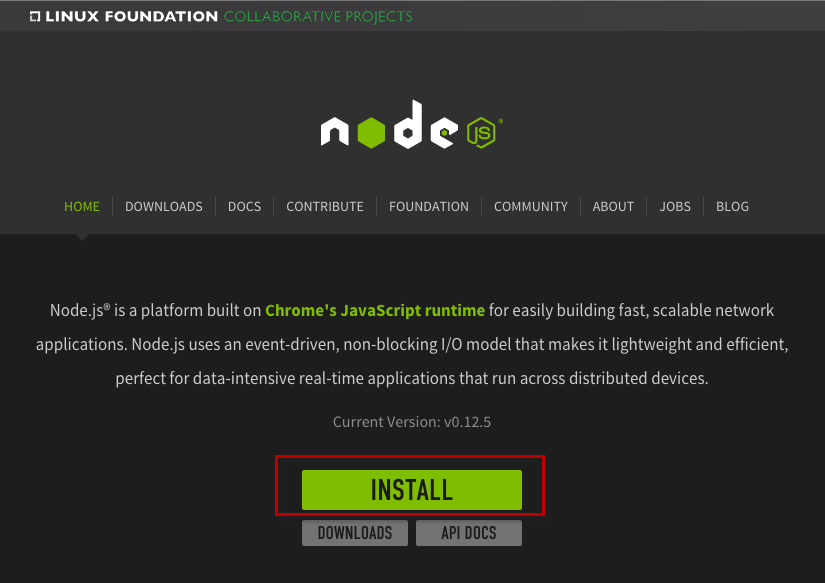 LINUX FOUNDATION COLLABORATIVE PROJECTS
node JS®
HOME DOWNLOADS DOCS CONTRIBUTE FOUNDATION COMMUNITY ABOUT JOBS BLOG
Node.js® is a platform built on Chrome's JavaScript runtime for easily building fast, scalable network
applications. Node.js uses an event-driven, non-blocking I/O model that makes it lightweight and efficient,
perfect for data-intensive real-time applications that run across distributed devices.
Current Version: v0.12.5
INSTALL
DOWNLOADS API DOCS